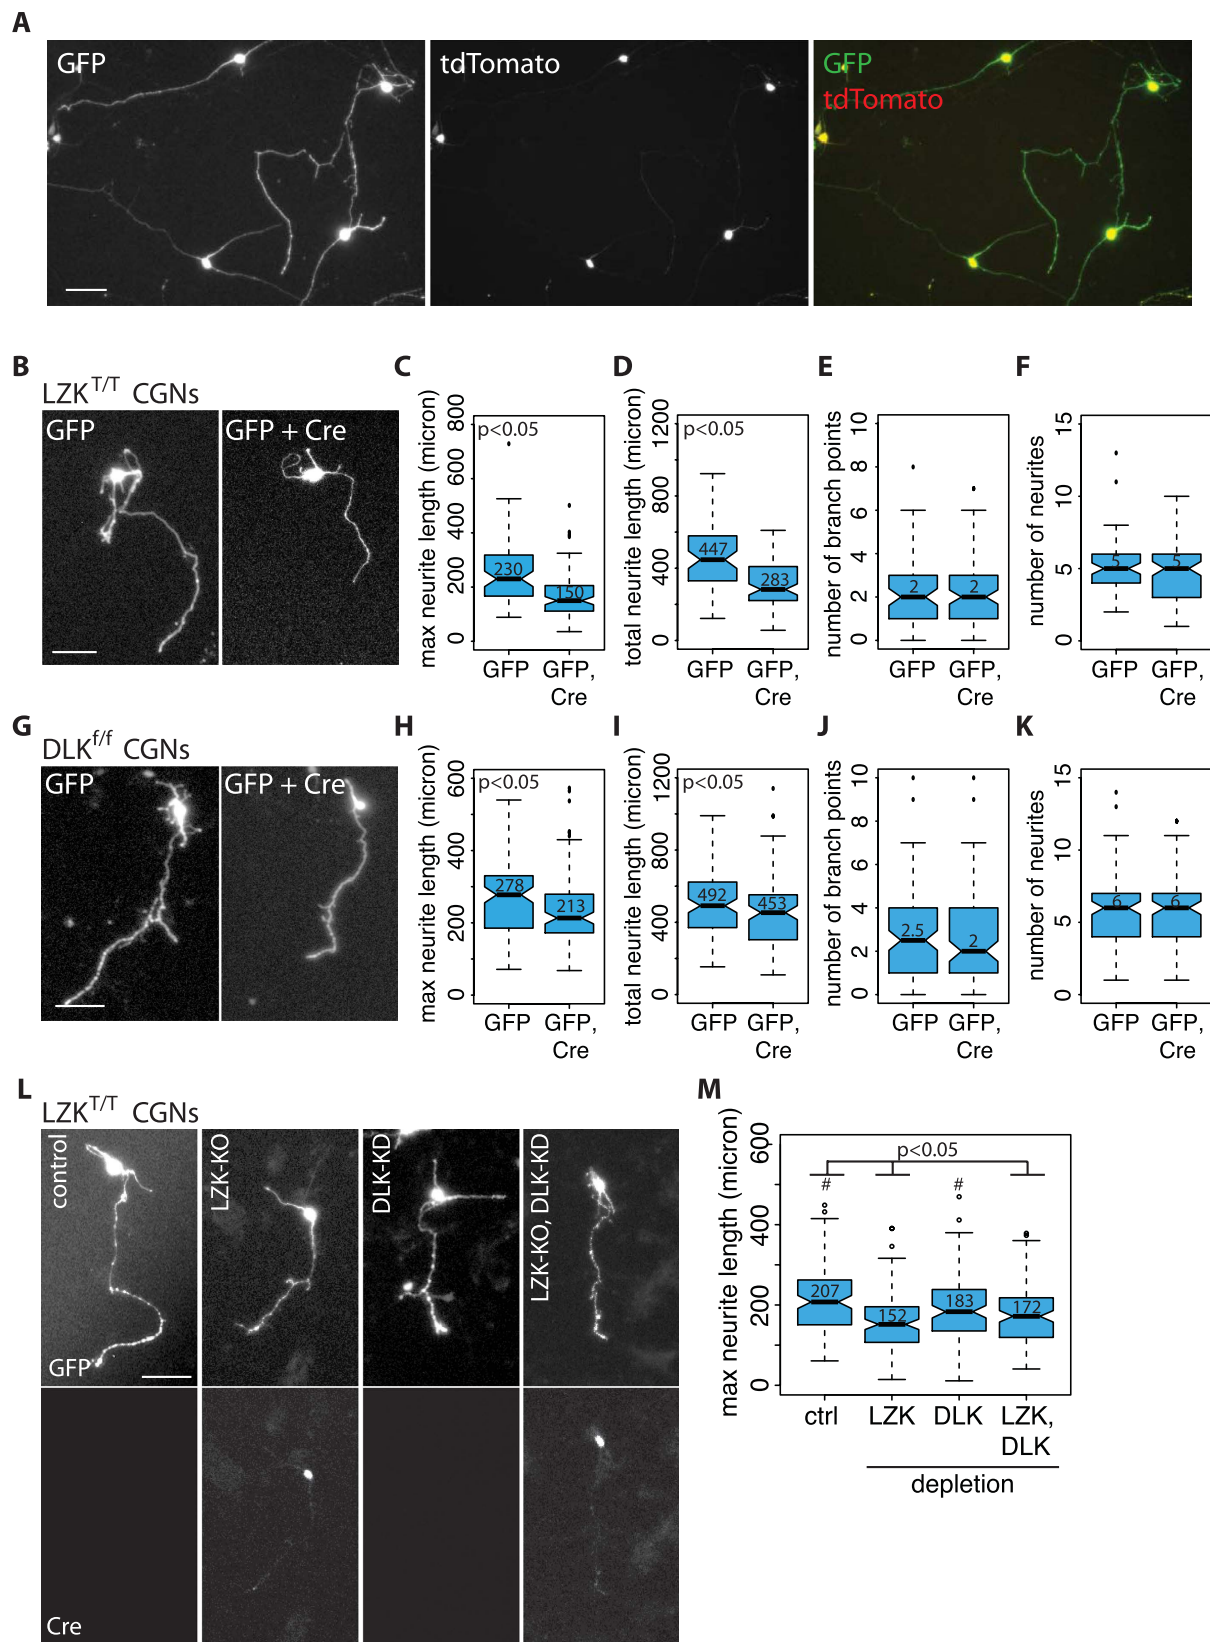 A
GFP
tdTomato
GFP
tdTomato
B
LZK T/T CGNs
GFP
GFP + Cre
C
max neurite length (micron)
0
200
400
600
800
p<0.05
230
150
GFP
GFP,
Cre
D
total neurite length (micron)
0
400
800
1200
p<0.05
447
283
GFP
GFP,
Cre
E
number of branch points
0
2
4
6
8
10
2
2
GFP
GFP,
Cre
F
number of neurites
0
5
10
15
5
5
GFP
GFP,
Cre
G
DLK f/f CGNs
GFP
GFP + Cre
H
max neurite length (micron)
0
200
400
600
p<0.05
278
213
GFP
GFP,
Cre
I
total neurite length (micron)
0
400
800
1200
p<0.05
492
453
GFP
GFP,
Cre
J
number of branch points
0
2
4
6
8
10
2.5
2
GFP
GFP,
Cre
K
number of neurites
0
5
10
15
6
6
GFP
GFP,
Cre
L
LZK T/T CGNs
control
LZK-KO
DLK-KD
LZK-KO, DLK-KD
GFP
Cre
M
max neurite length (micron)
0
200
400
600
p<0.05
#
#
207
152
183
172
ctrl
LZK
DLK
LZK,
DLK
depletion